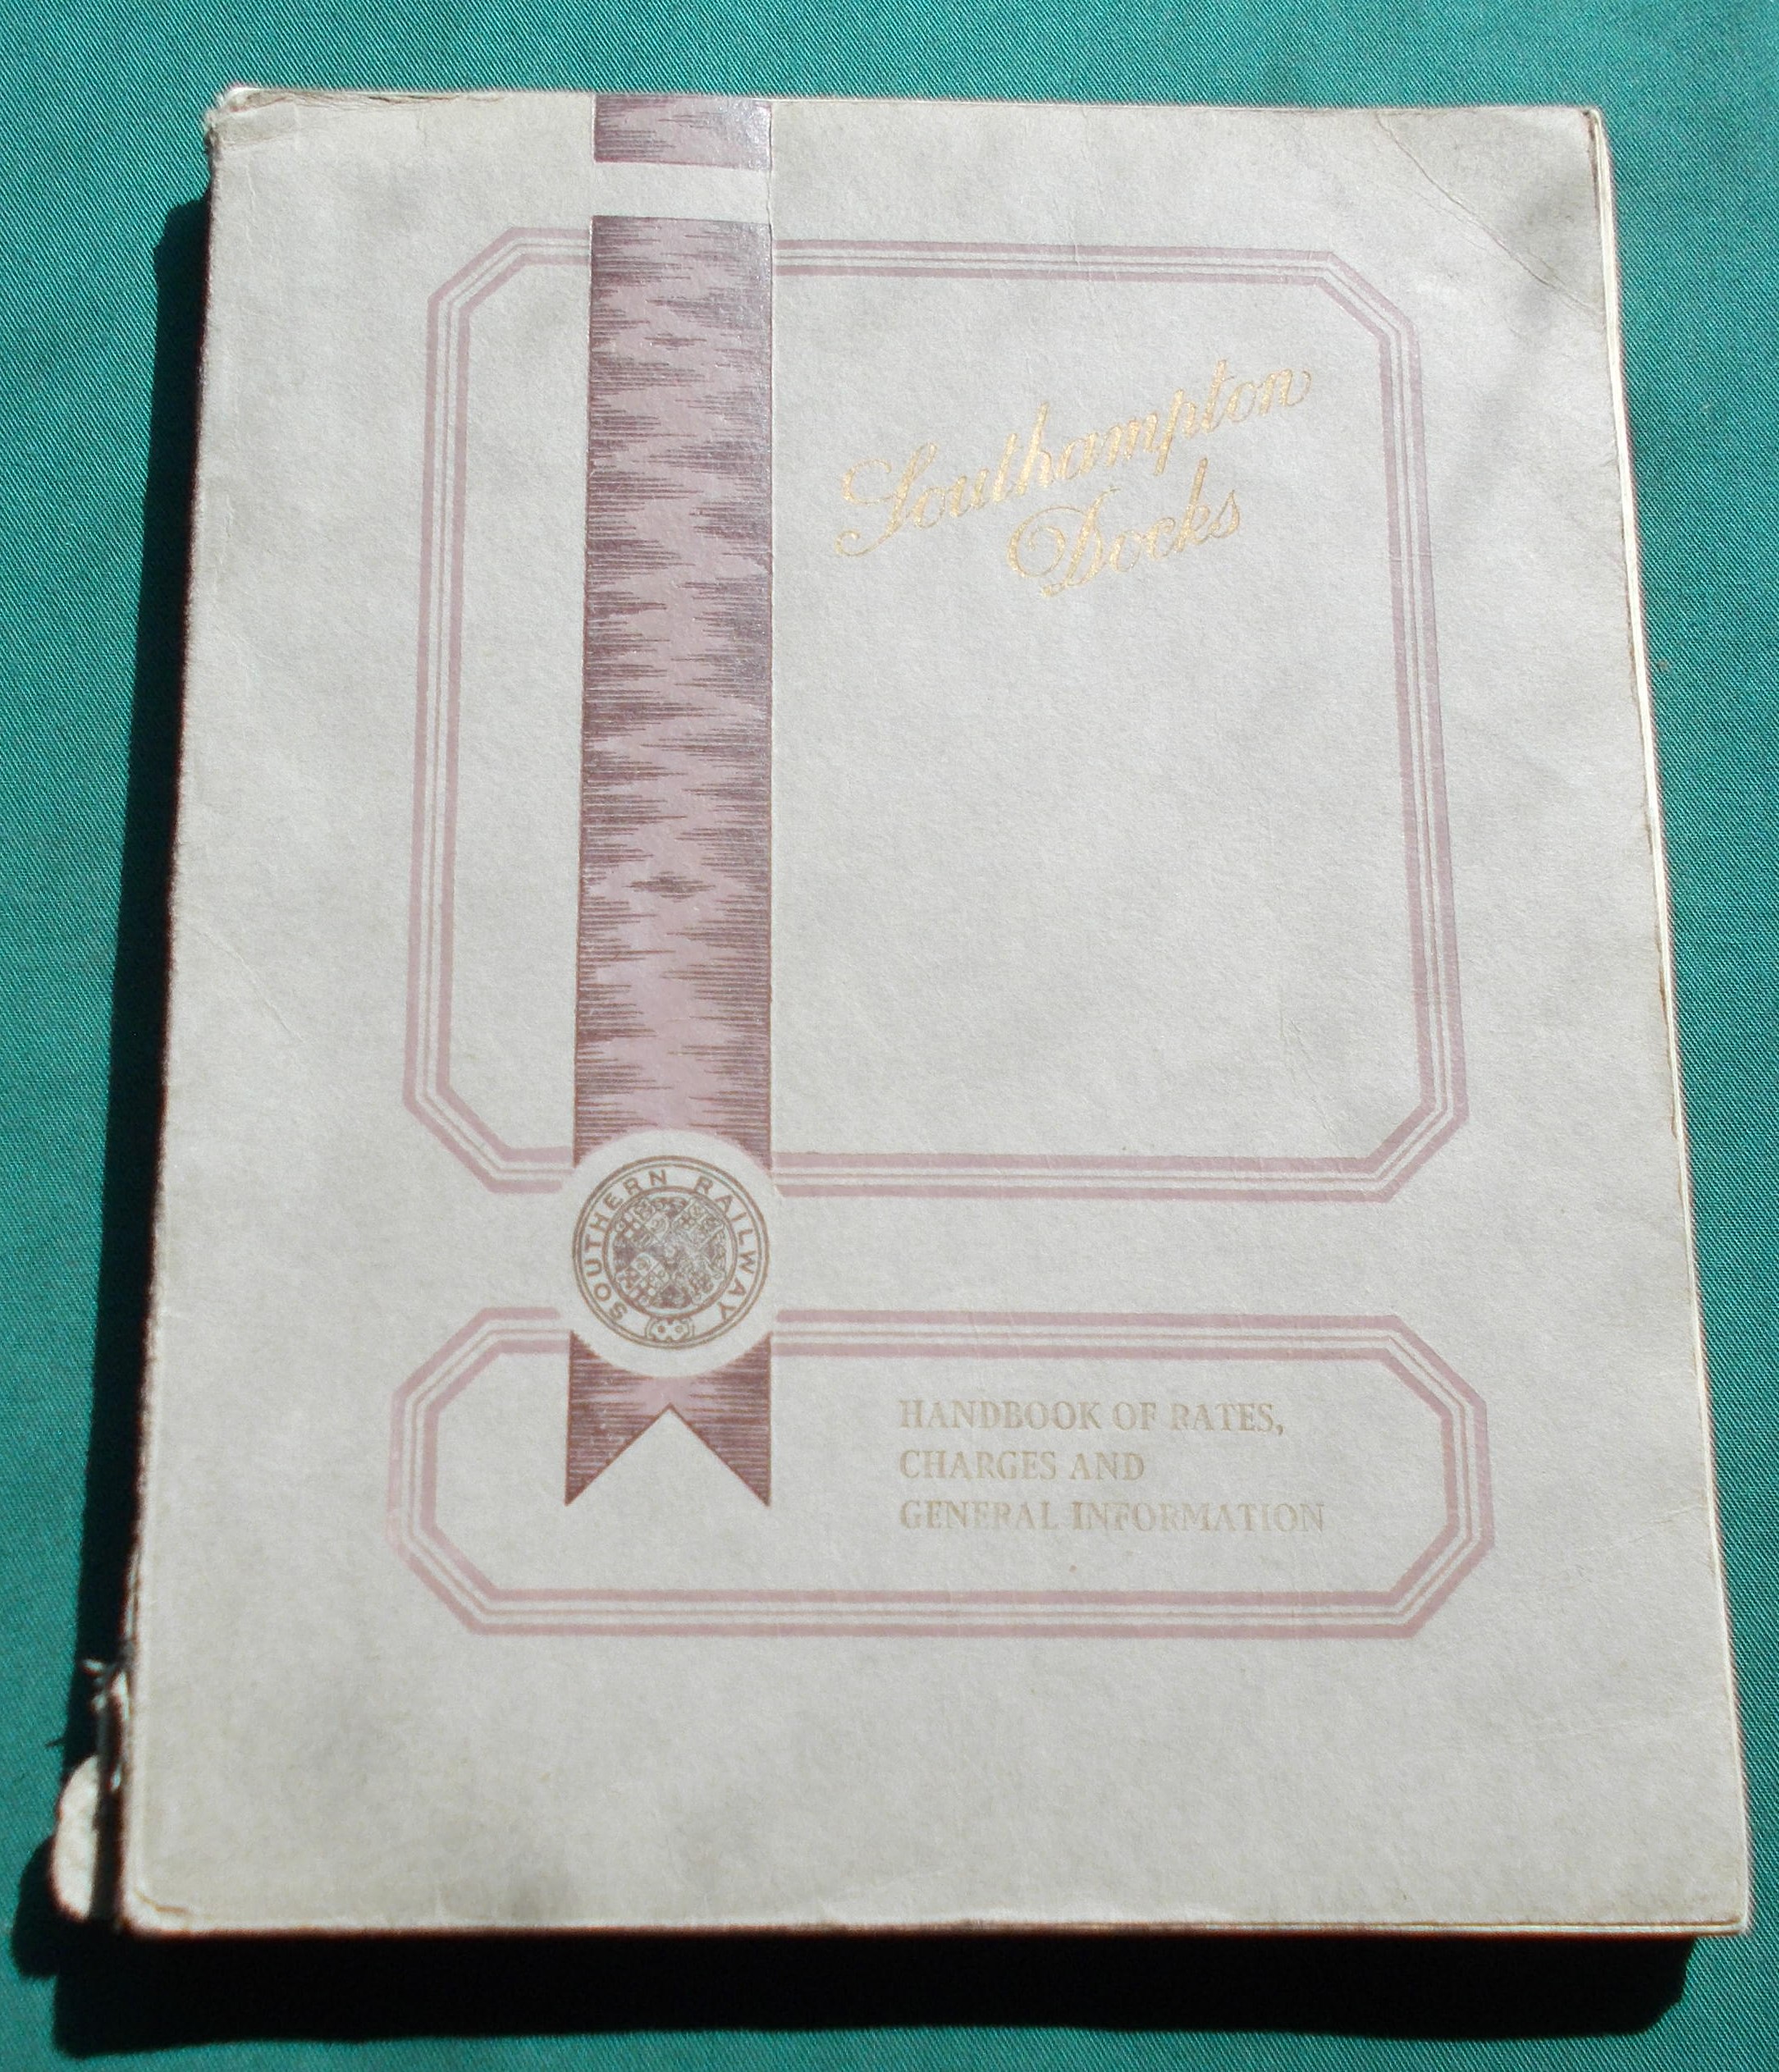 Southampton
Docks
SOUTHERN RAILWAY
HANDBOOK OF RATES,
CHARGES AND
GENERAL INFORMATION